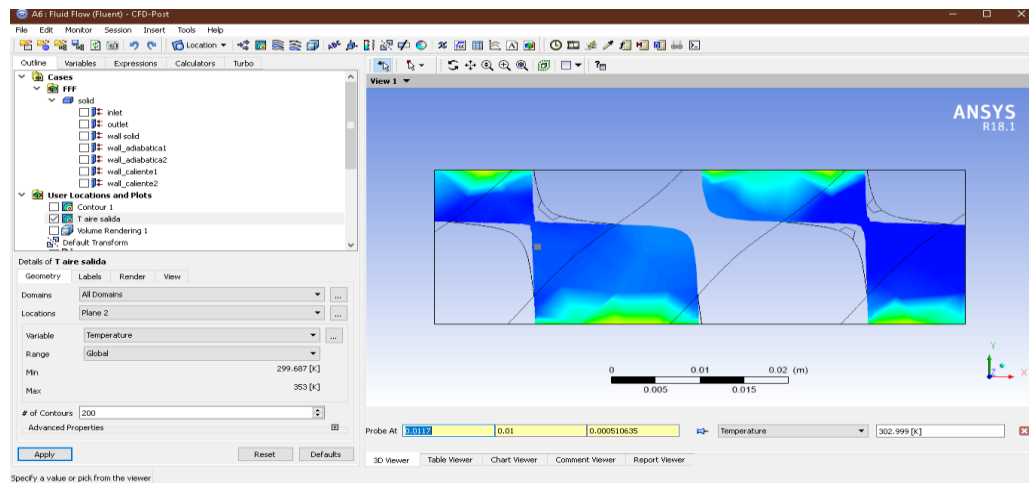 A6 : Fluid Flow (Fluent) - CFD-Post
File Edit Monitor Session Insert Tools Help
Location
Outline Variables Expressions Calculators Turbo
Cases
FFF
solid
inlet
outlet
wall solid
wall_adiabatica1
wall_adiabatica2
wall_caliente1
wall_caliente2
User Locations and Plots
Contour 1
T aire salida
Volume Rendering 1
Default Transform
Details of T aire salida
Geometry Labels Render View
Domains All Domains ...
Locations Plane 2 ...
Variable Temperature ...
Range Global
Min 299.687 [K]
Max 353 [K]
# of Contours 200
Advanced Properties
Apply Reset Defaults
Specify a value or pick from the viewer
View 1
ANSYS
R18.1
0 0.01 0.02 (m)
0.005 0.015
Y
Z X
Probe At 0.0117 0.01 0.000510635 Temperature 302.999 [K]
3D Viewer Table Viewer Chart Viewer Comment Viewer Report Viewer